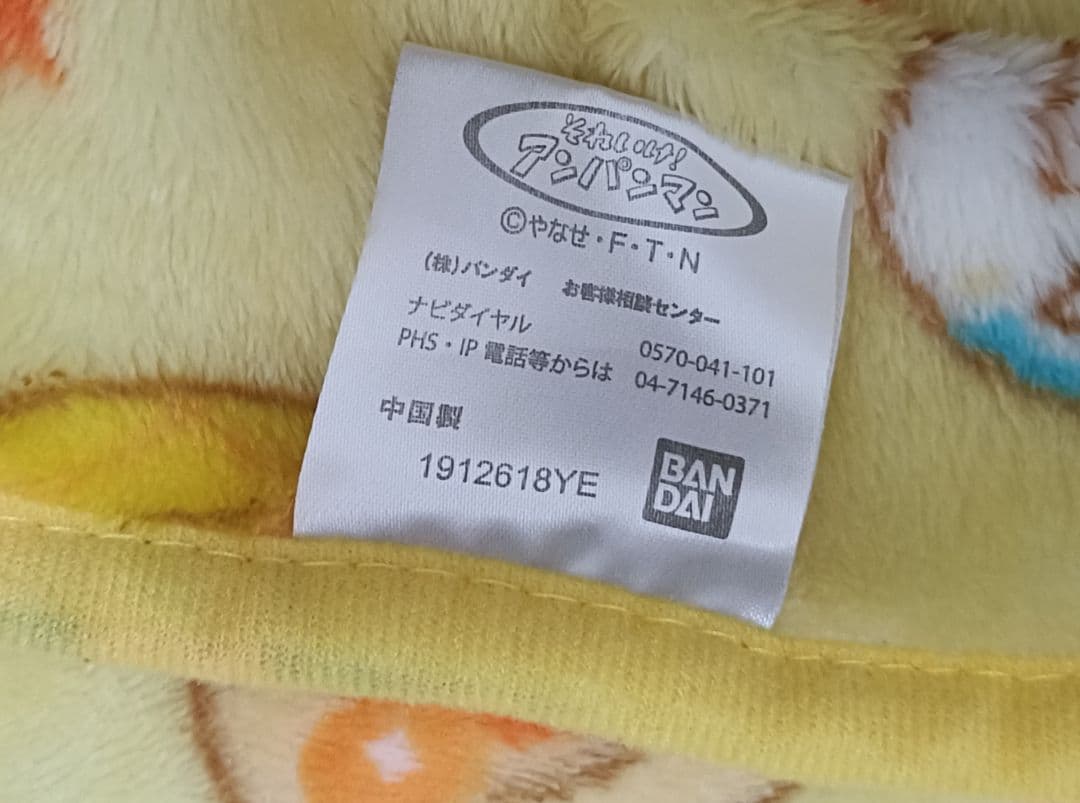 それいけ!
アンパンマン
©やなせ・F・T・N
(株)バンダイ お客様相談センター
ナビダイヤル 0570-041-101
PHS・IP 電話等からは 04-7146-0371
中国製
1912618YE
BAN
DAI